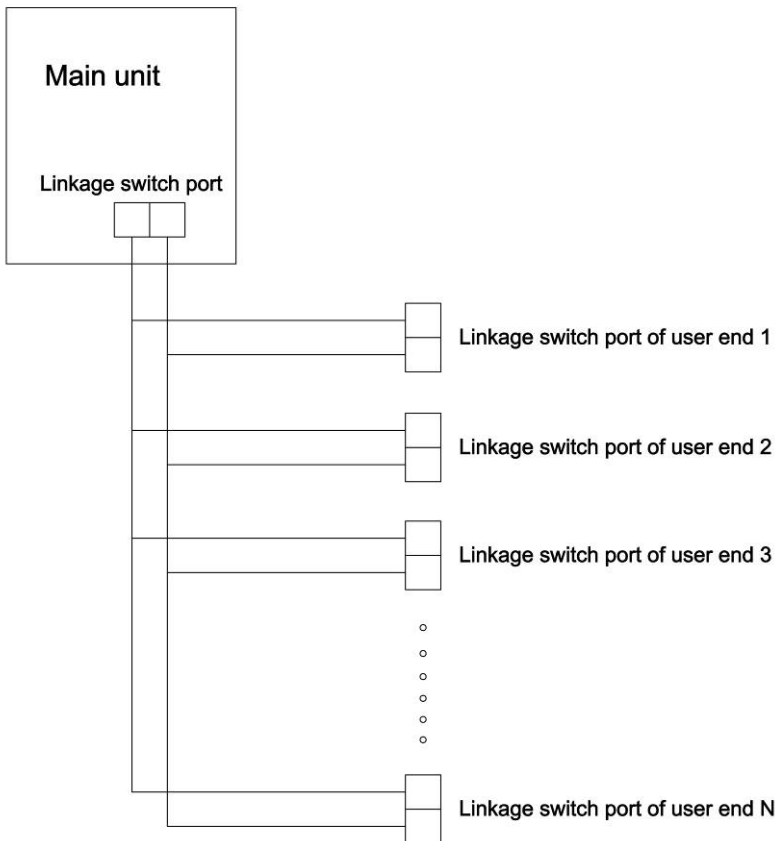 Main unit
Linkage switch port
Linkage switch port of user end 1
Linkage switch port of user end 2
Linkage switch port of user end 3
Linkage switch port of user end N